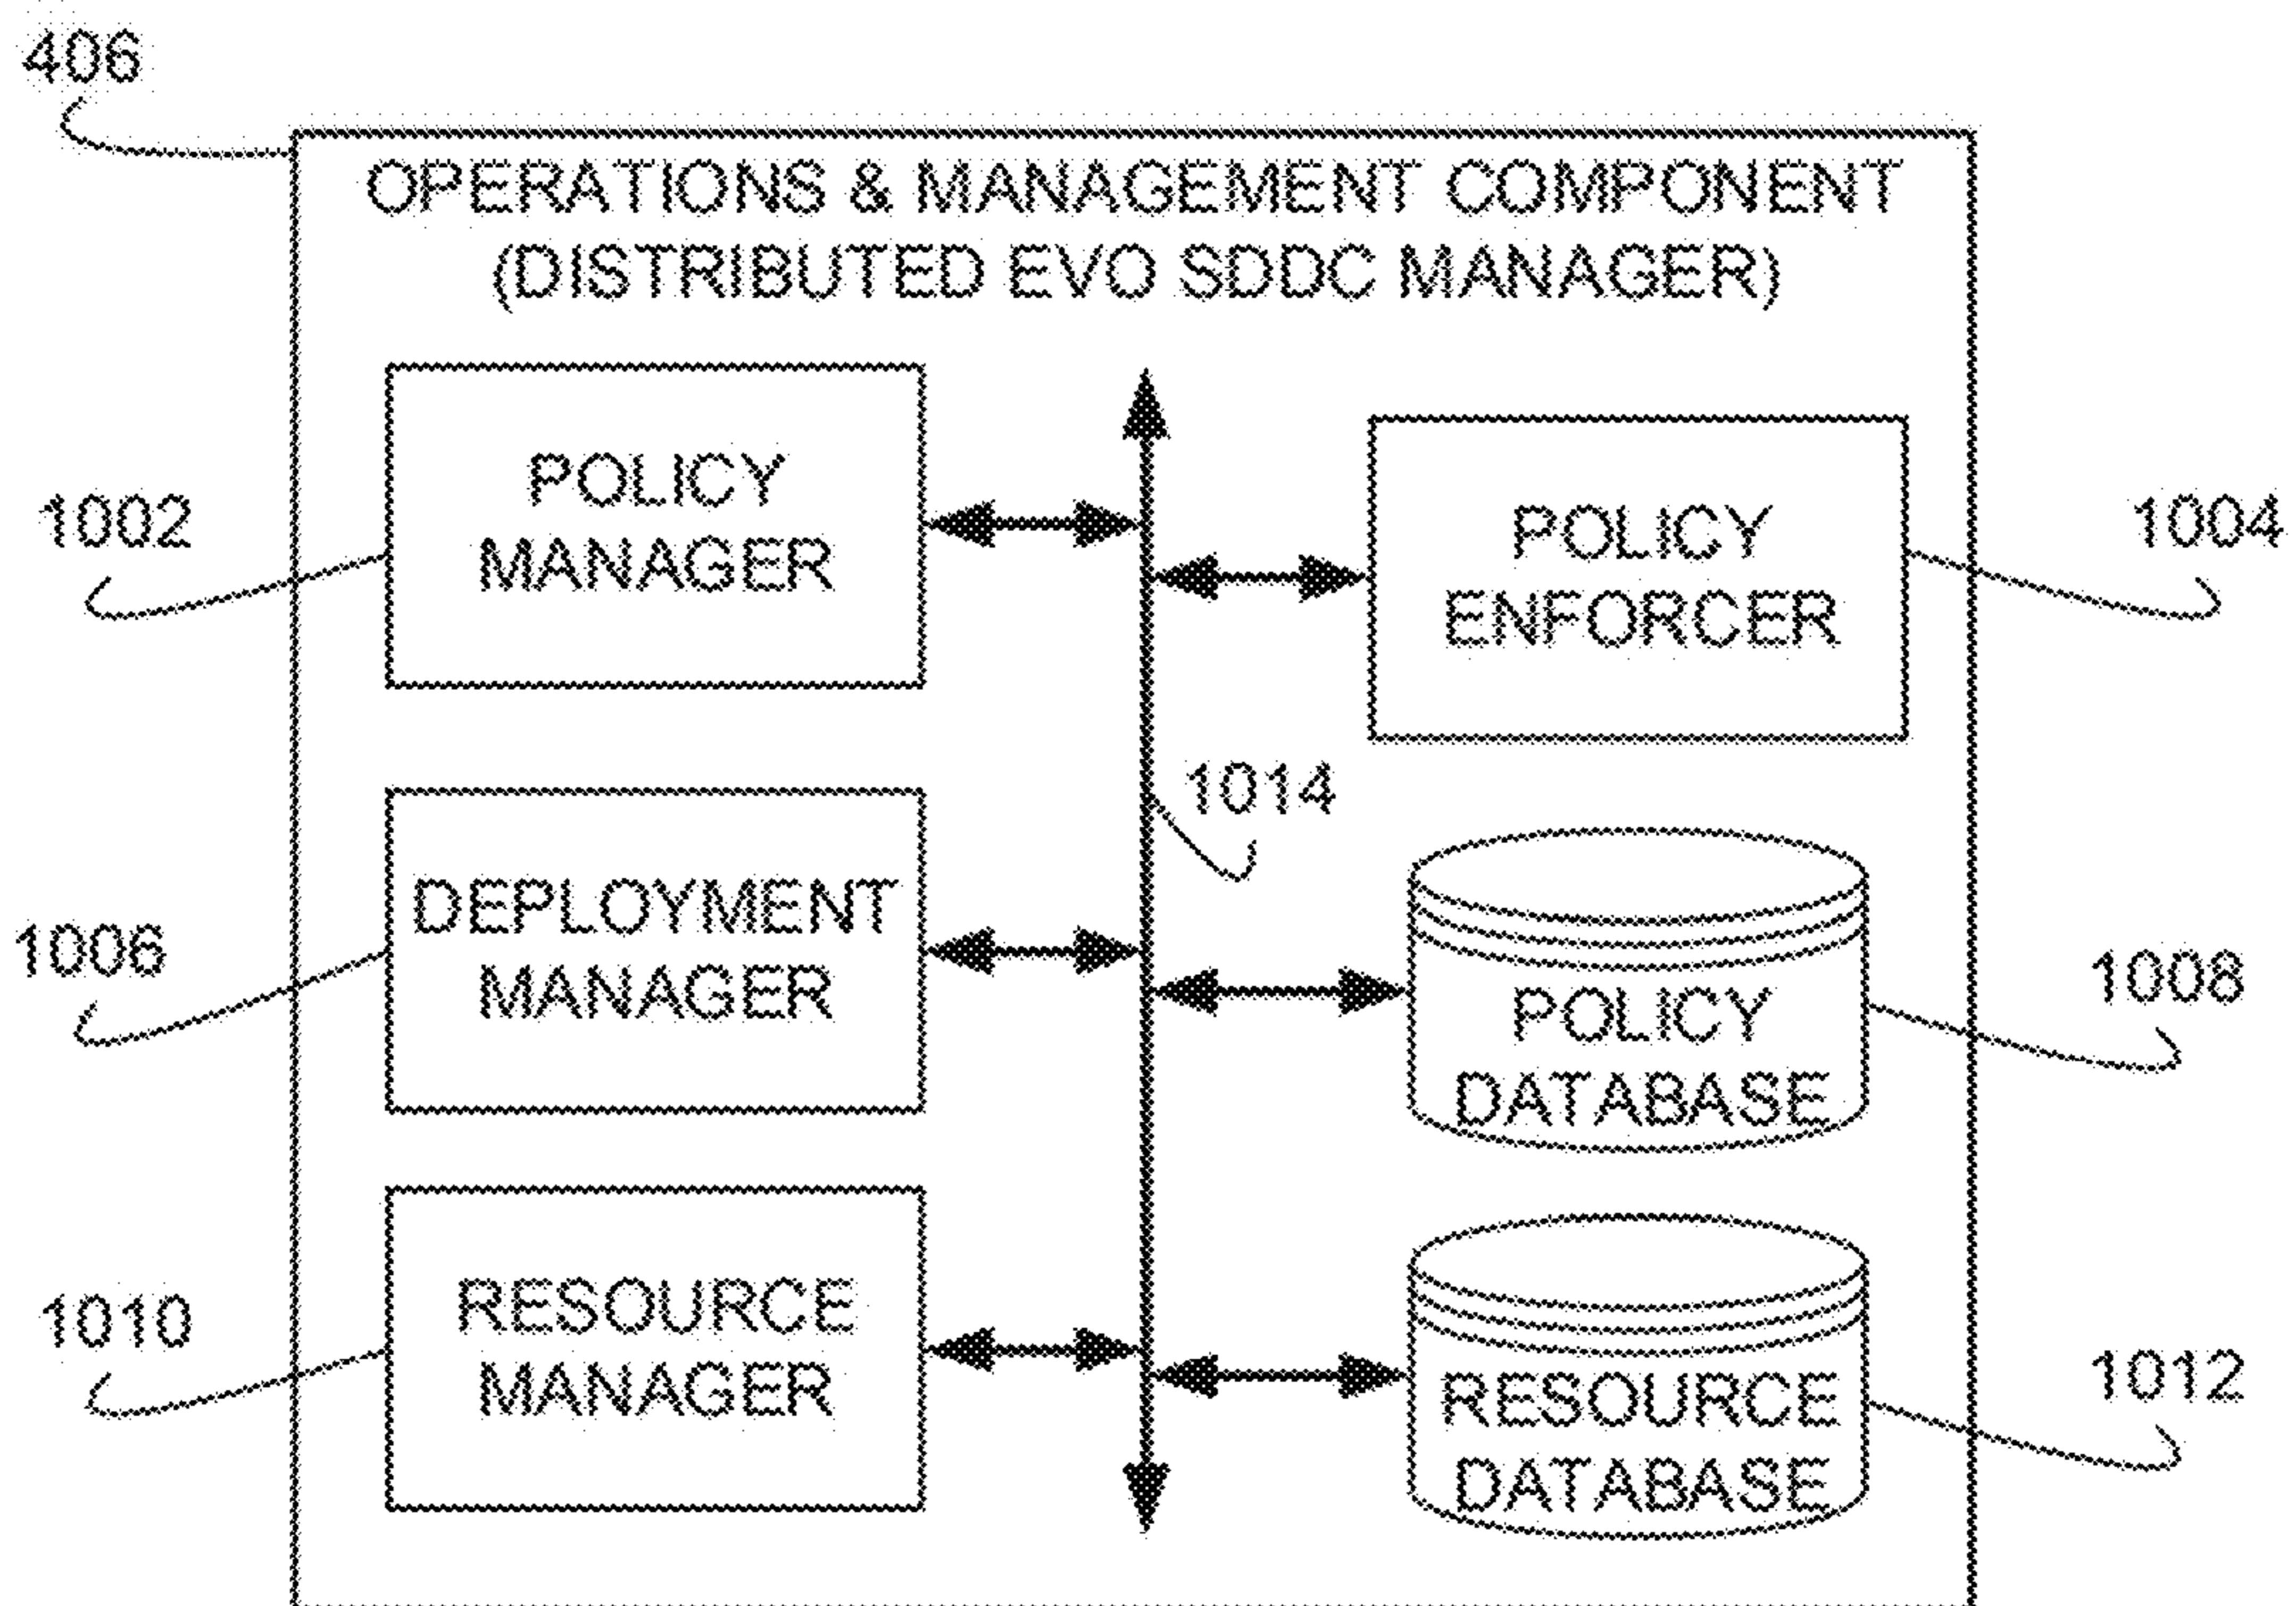 406
OPERATIONS & MANAGEMENT COMPONENT
(DISTRIBUTED EVO SDDC MANAGER)
POLICY
MANAGER
1002
POLICY
ENFORCER
1004
1014
DEPLOYMENT
MANAGER
1006
POLICY
DATABASE
1008
RESOURCE
MANAGER
1010
RESOURCE
DATABASE
1012